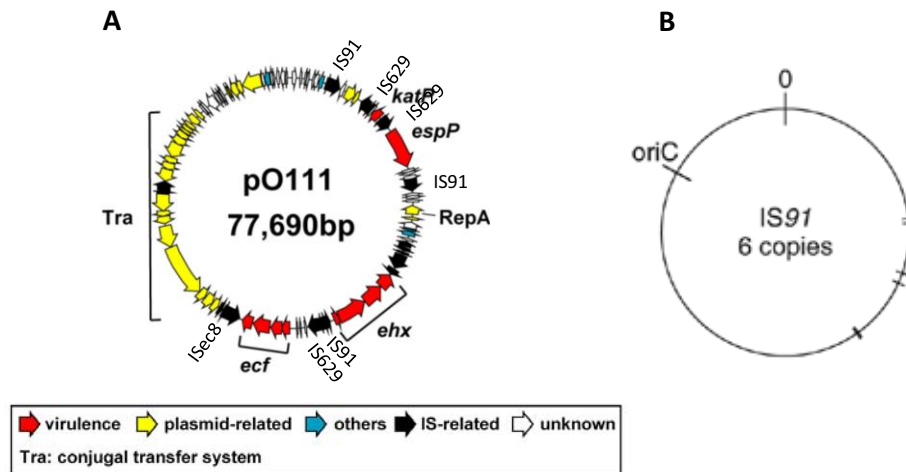 A
B
IS91
IS629
katP
IS629
espP
pO111
77,690bp
IS91
RepA
Tra
ISec8
ecf
IS629
IS91
ehx
0
oriC
IS91
6 copies
virulence
plasmid-related
others
IS-related
unknown
Tra: conjugal transfer system